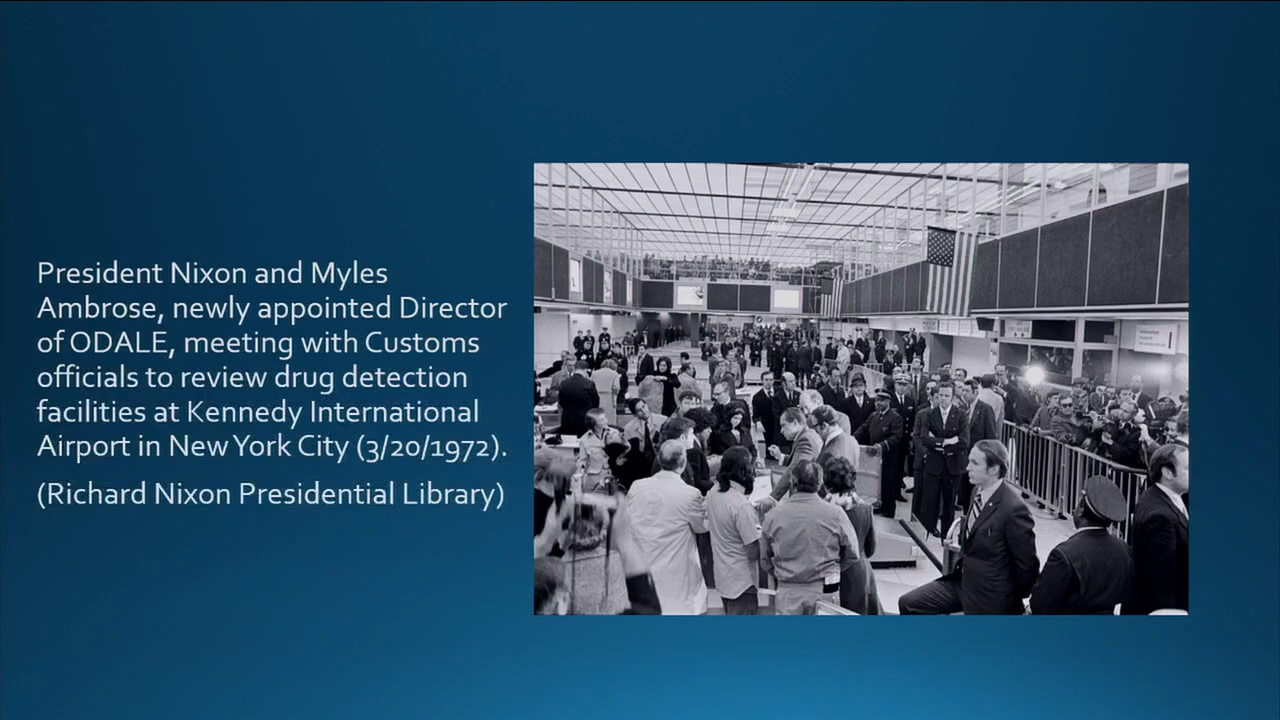 President Nixon and Myles
Ambrose, newly appointed Director
of ODALE, meeting with Customs
officials to review drug detection
facilities at Kennedy International
Airport in New York City (3/20/1972).
(Richard Nixon Presidential Library)